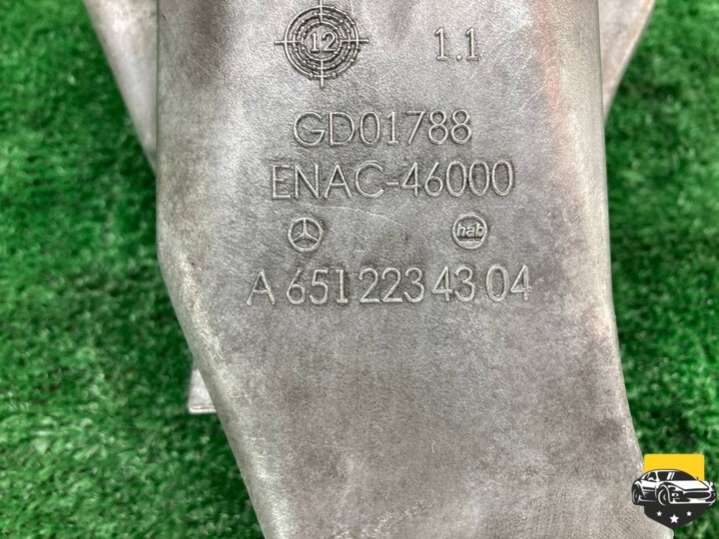 12 1.1
GD01788
ENAC-46000
hab
A 651 223 43 04